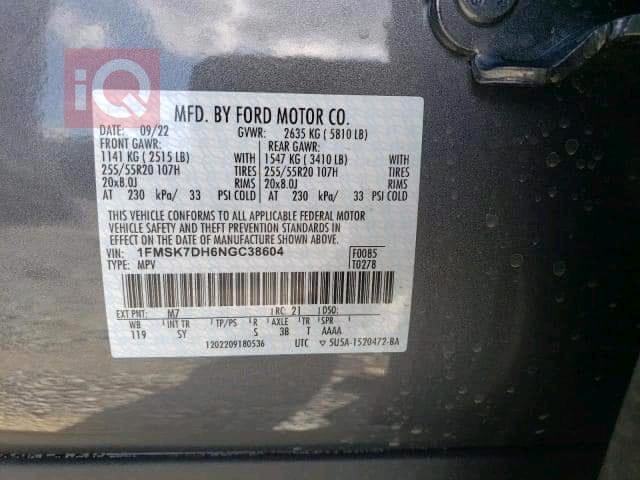 iQ
MFD. BY FORD MOTOR CO.
DATE: 09/22 GVWR: 2635 KG ( 5810 LB)
FRONT GAWR: REAR GAWR:
1141 KG ( 2515 LB) WITH 1547 KG ( 3410 LB) WITH
255/55R20 107H TIRES 255/55R20 107H TIRES
20x8.0J RIMS 20x8.0J RIMS
AT 230 kPa/ 33 PSI COLD AT 230 kPa/ 33 PSI COLD
THIS VEHICLE CONFORMS TO ALL APPLICABLE FEDERAL MOTOR
VEHICLE SAFETY AND THEFT PREVENTION STANDARDS IN
EFFECT ON THE DATE OF MANUFACTURE SHOWN ABOVE.
VIN: 1FMSK7DH6NGC38604 F0085
TYPE: MPV T0278
EXT PNT: M7 RC: 21 DSO:
WB INT TR TP/PS R AXLE TR SPR
119 SY S 38 T AAAA
1202209180536 UTC ▽ 5U5A-1520472-BA